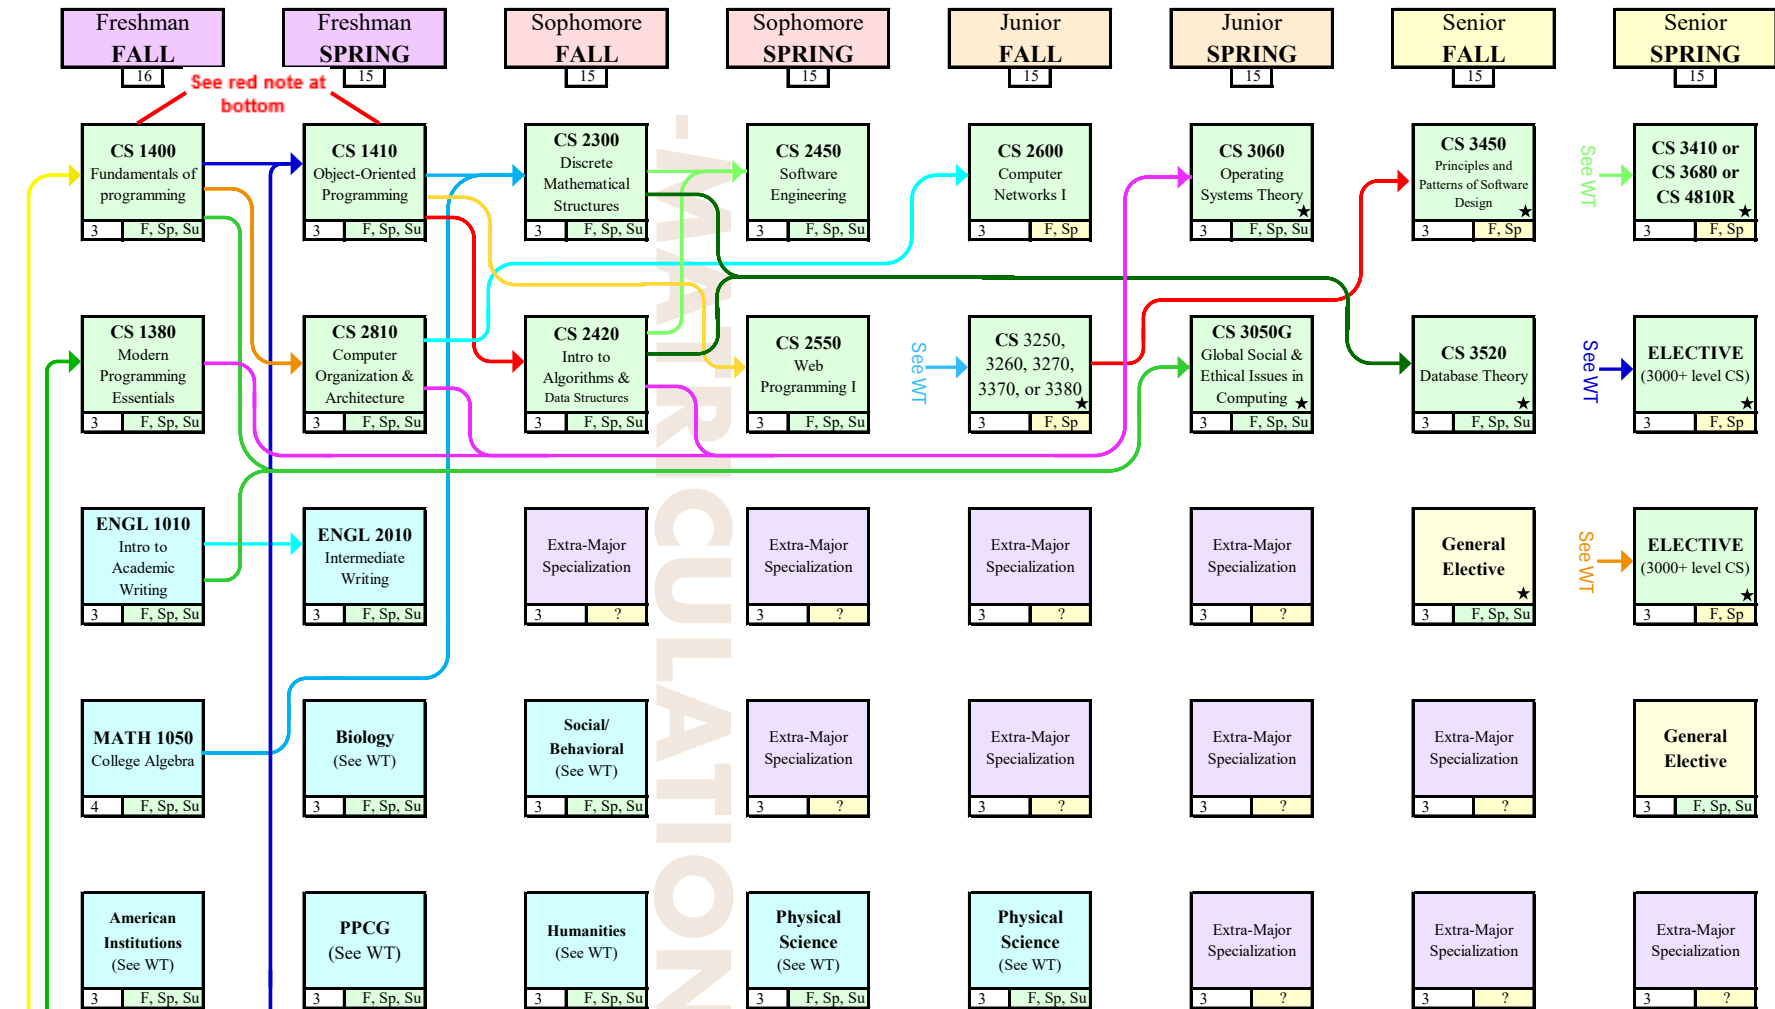 Freshman
FALL
16
Freshman
SPRING
15
Sophomore
FALL
15
Sophomore
SPRING
15
Junior
FALL
15
Junior
SPRING
15
Senior
FALL
15
Senior
SPRING
15
See red note at
bottom
CS 1400
Fundamentals of
programming
3 F, Sp, Su
CS 1410
Object-Oriented
Programming
3 F, Sp, Su
CS 2300
Discrete
Mathematical
Structures
3 F, Sp, Su
CS 2450
Software
Engineering
3 F, Sp, Su
CS 2600
Computer
Networks I
3 F, Sp
CS 3060
Operating
Systems Theory
★
3 F, Sp, Su
CS 3450
Principles and
Patterns of Software
Design
★
3 F, Sp
See WT
CS 3410 or
CS 3680 or
CS 4810R
★
3 F, Sp
CS 1380
Modern
Programming
Essentials
3 F, Sp, Su
CS 2810
Computer
Organization &
Architecture
3 F, Sp, Su
CS 2420
Intro to
Algorithms &
Data Structures
3 F, Sp, Su
CS 2550
Web
Programming I
3 F, Sp, Su
See WT
CS 3250,
3260, 3270,
3370, or 3380
★
3 F, Sp
CS 3050G
Global Social &
Ethical Issues in
Computing
★
3 F, Sp, Su
CS 3520
Database Theory
★
3 F, Sp, Su
See WT
ELECTIVE
(3000+ level CS)
★
3 F, Sp
ENGL 1010
Intro to
Academic
Writing
3 F, Sp, Su
ENGL 2010
Intermediate
Writing
3 F, Sp, Su
Extra-Major
Specialization
3 ?
Extra-Major
Specialization
3 ?
Extra-Major
Specialization
3 ?
Extra-Major
Specialization
3 ?
General
Elective
★
3 F, Sp, Su
See WT
ELECTIVE
(3000+ level CS)
★
3 F, Sp
MATH 1050
College Algebra
4 F, Sp, Su
Biology
(See WT)
3 F, Sp, Su
Social/
Behavioral
(See WT)
3 F, Sp, Su
Extra-Major
Specialization
3 ?
Extra-Major
Specialization
3 ?
Extra-Major
Specialization
3 ?
Extra-Major
Specialization
3 ?
General
Elective
3 F, Sp, Su
American
Institutions
(See WT)
3 F, Sp, Su
PPCG
(See WT)
3 F, Sp, Su
Humanities
(See WT)
3 F, Sp, Su
Physical
Science
(See WT)
3 F, Sp, Su
Physical
Science
(See WT)
3 F, Sp, Su
Extra-Major
Specialization
3 ?
Extra-Major
Specialization
3 ?
Extra-Major
Specialization
3 ?
-MATRICULATION